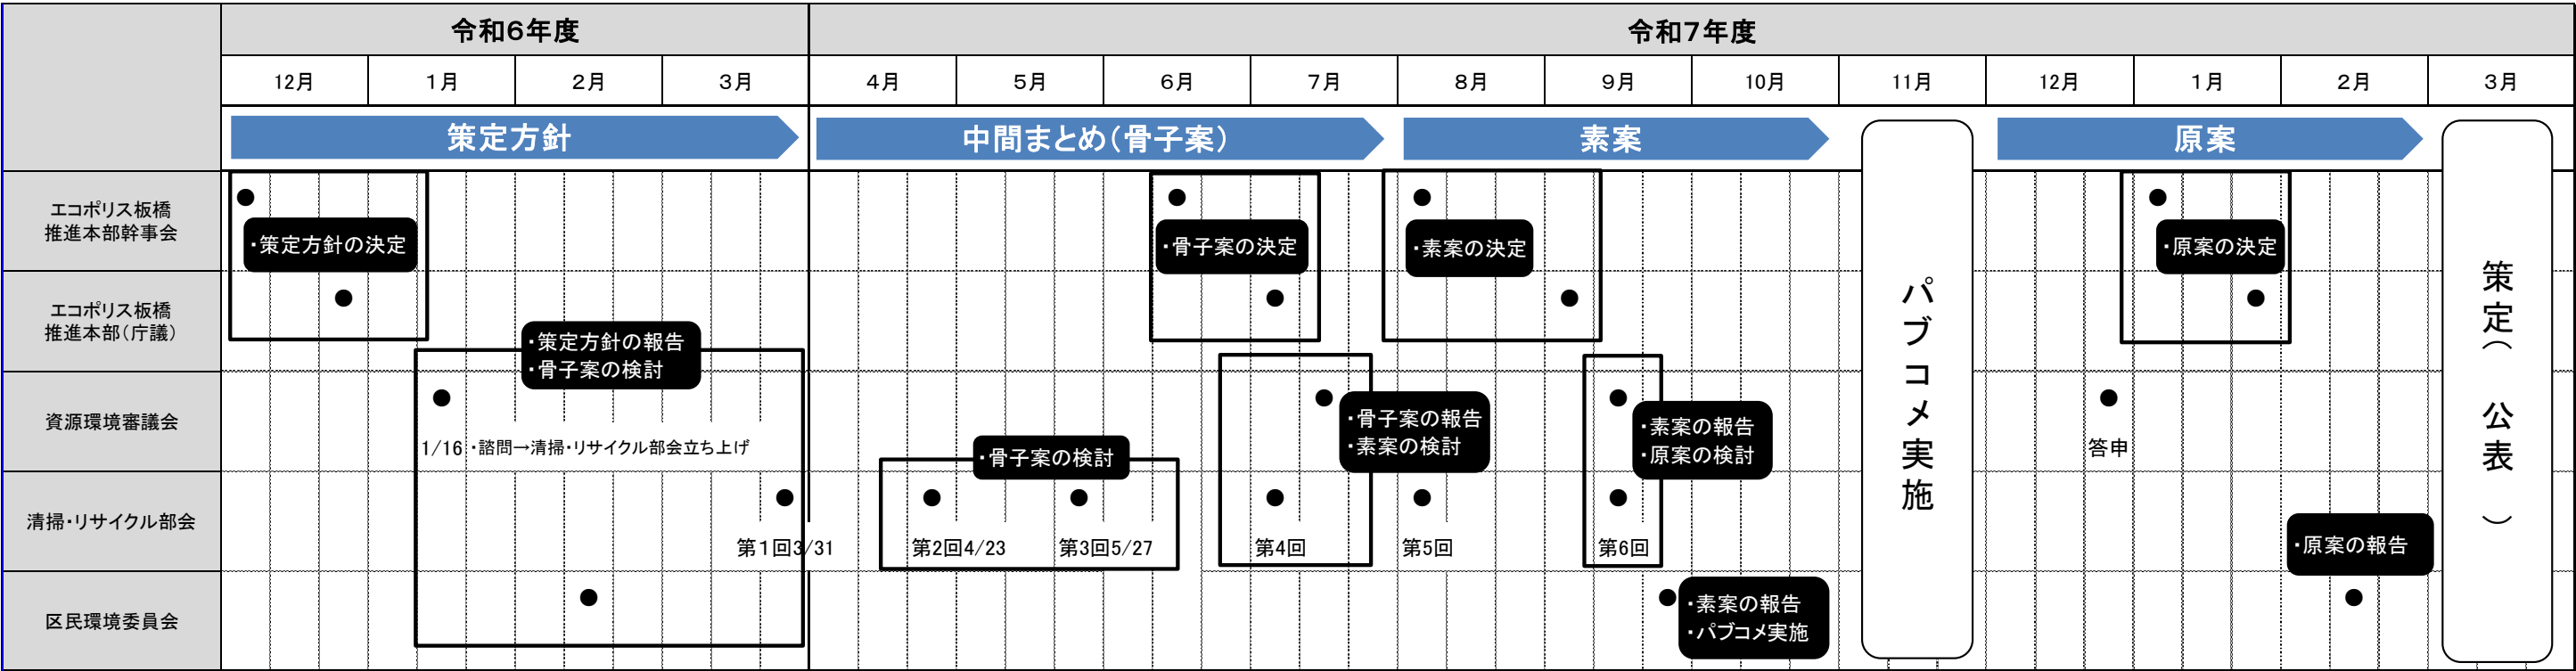 令和6年度
令和7年度
12月
1月
2月
3月
4月
5月
6月
7月
8月
9月
10月
11月
12月
1月
2月
3月
策定方針
中間まとめ（骨子案）
素案
原案
エコポリス板橋
推進本部幹事会
・策定方針の決定
・骨子案の決定
・素案の決定
・原案の決定
エコポリス板橋
推進本部（庁議）
・策定方針の報告
・骨子案の検討
資源環境審議会
1/16 ・諮問→清掃・リサイクル部会立ち上げ
・骨子案の報告
・素案の検討
・素案の報告
・原案の検討
答申
・骨子案の検討
清掃・リサイクル部会
第1回3/31
第2回4/23
第3回5/27
第4回
第5回
第6回
・原案の報告
区民環境委員会
・素案の報告
・パブコメ実施
パブコメ実施
策定（公表）